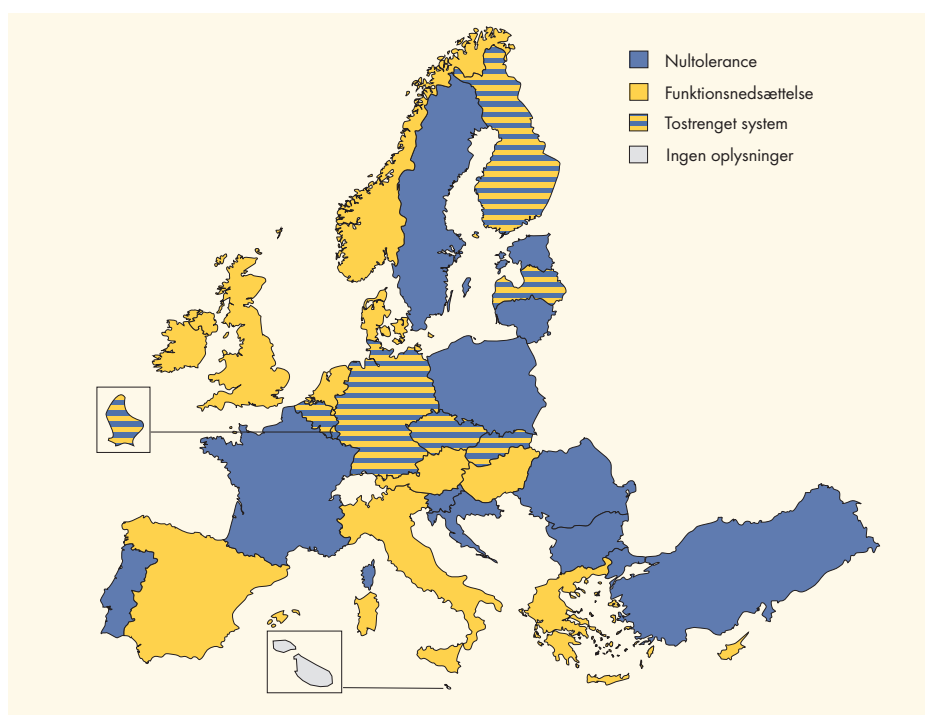 Nultolerance
Funktionsnedsættelse
Tostrenget system
Ingen oplysninger